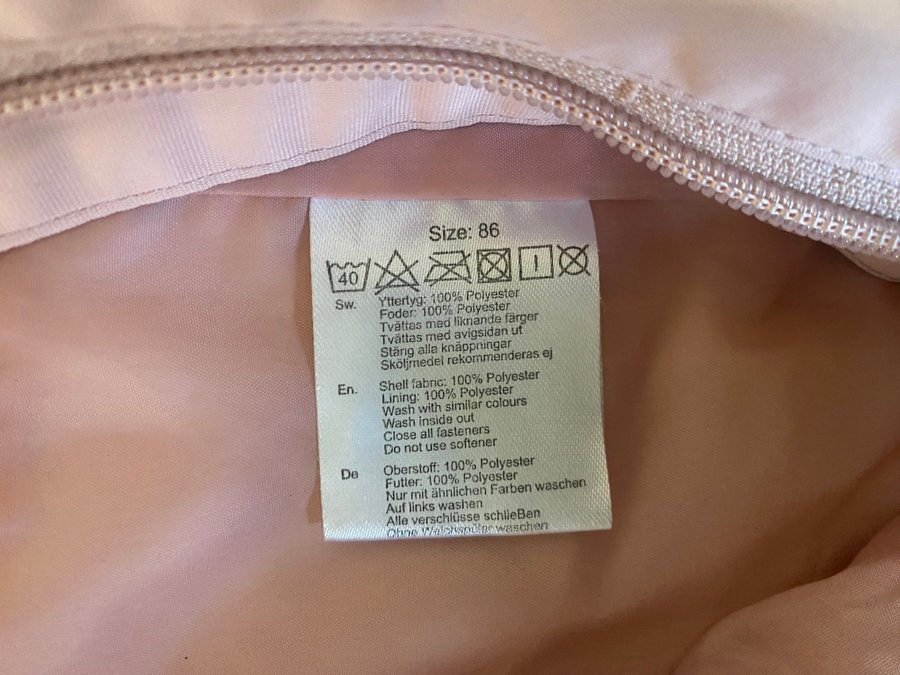 Size: 86
40
Sw.
Yttertyg: 100% Polyester
Foder: 100% Polyester
Tvättas med liknande färger
Tvättas med avigsidan ut
Stäng alla knäppningar
Sköljmedel rekommenderas ej
En.
Shell fabric: 100% Polyester
Lining: 100% Polyester
Wash with similar colours
Wash inside out
Close all fasteners
Do not use softener
De
Oberstoff: 100% Polyester
Futter: 100% Polyester
Nur mit ähnlichen Farben waschen
Auf links washen
Alle verschlüsse schließen
Ohne Weichspüler waschen